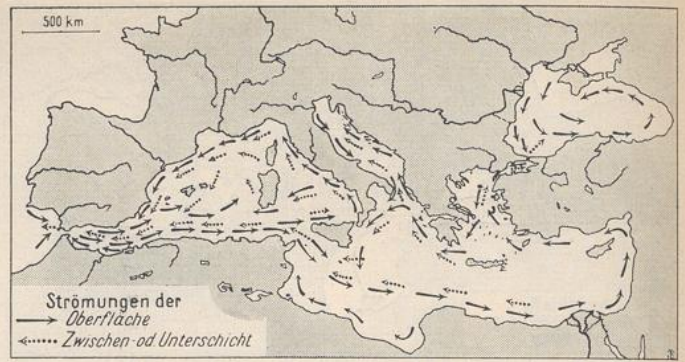 500 km
Strömungen der
Oberfläche
Zwischen-od Unterschicht